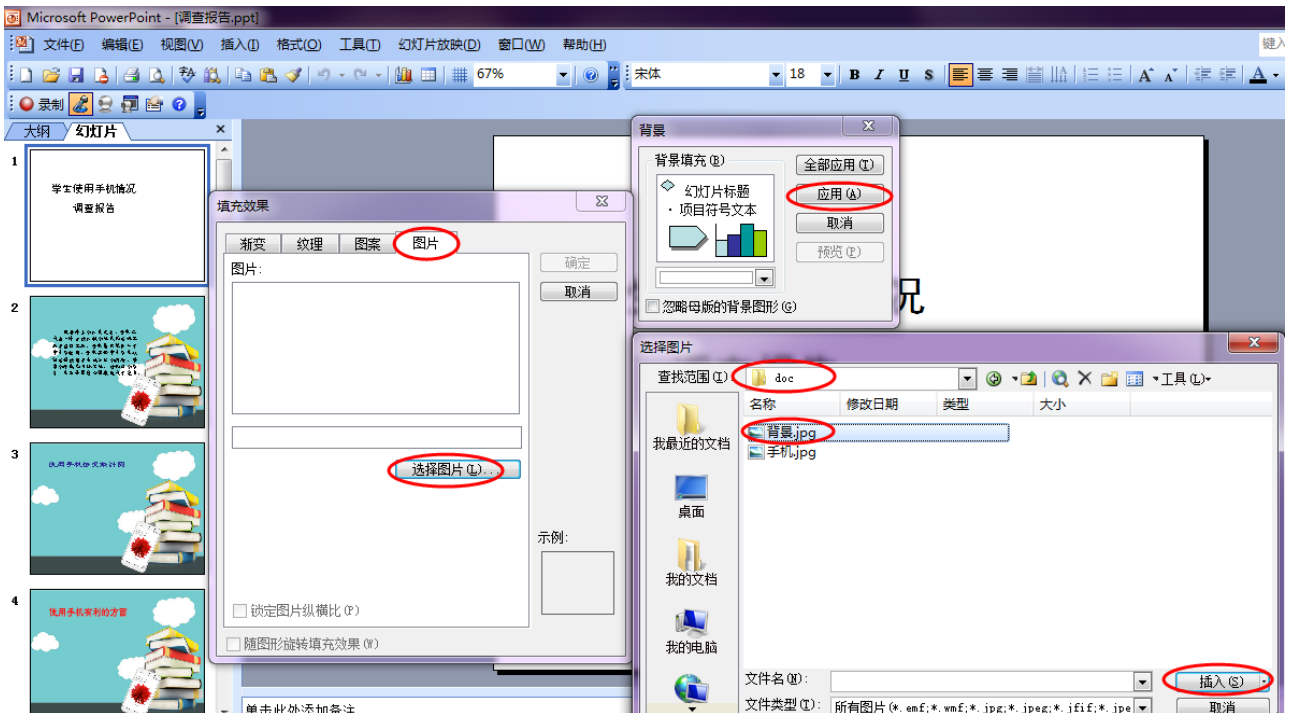 Microsoft PowerPoint - [调查报告.ppt]
文件(F) 编辑(E) 视图(V) 插入(I) 格式(O) 工具(T) 幻灯片放映(D) 窗口(W) 帮助(H) 键入
67% 宋体 18 B I U S A A A
录制
大纲 幻灯片 ×
1
学生使用手机情况
调查报告
2
3
4
使用手机有利的方面
填充效果
渐变 纹理 图案 图片
图片:
确定
取消
选择图片(L)...
示例:
锁定图片纵横比(P)
随图形旋转填充效果(W)
单击此处添加备注
背景
背景填充(B)
全部应用(T)
幻灯片标题
应用(A)
· 项目符号文本
取消
预览(P)
忽略母版的背景图形(G)
况
选择图片
查找范围(I) doc 工具(L)
名称 修改日期 类型 大小
背景.jpg
手机.jpg
我最近的文档
桌面
我的文档
我的电脑
文件名(N): 插入(S)
文件类型(T): 所有图片(*.emf;*.wmf;*.jpg;*.jpeg;*.jfif;*.jpe 取消